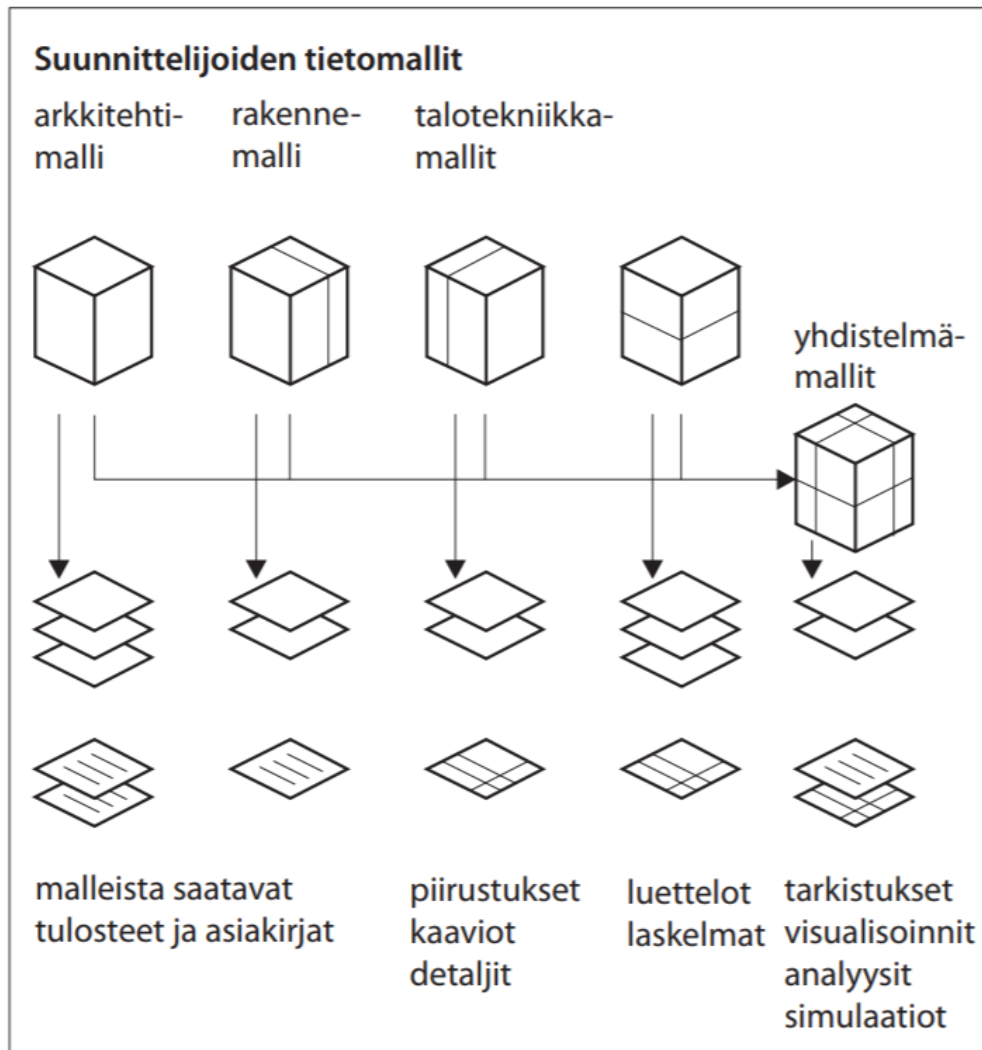 Suunnittelijoiden tietomallit
arkkitehti-
malli
rakenne-
malli
talotekniikka-
mallit
yhdistelmä-
mallit
malleista saatavat
tulosteet ja asiakirjat
piirustukset
kaaviot
detaljit
luettelot
laskelmat
tarkistukset
visualisoinnit
analyysit
simulaatiot